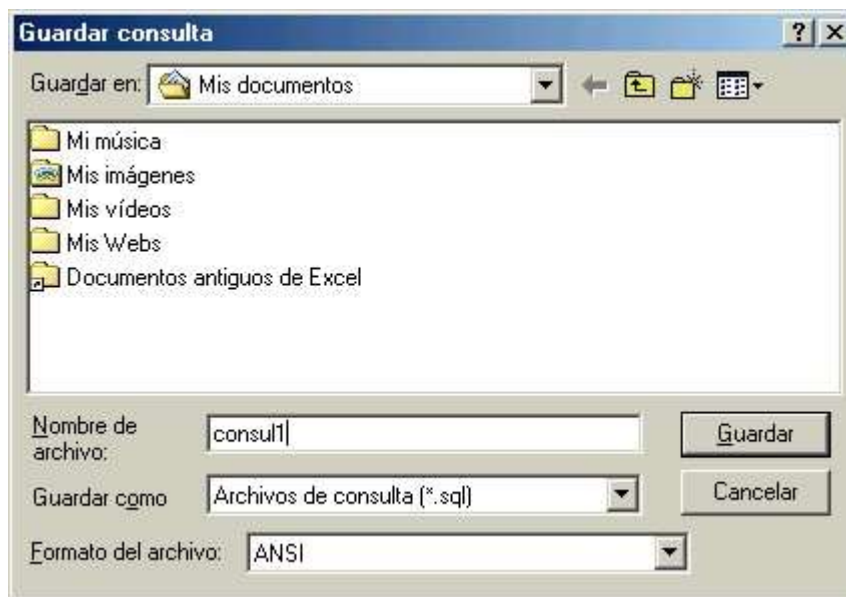 Guardar consulta
Guardar en: Mis documentos
Mi música
Mis imágenes
Mis vídeos
Mis Webs
Documentos antiguos de Excel
Nombre de archivo: consul1 Guardar
Guardar como Archivos de consulta (*.sql) Cancelar
Formato del archivo: ANSI